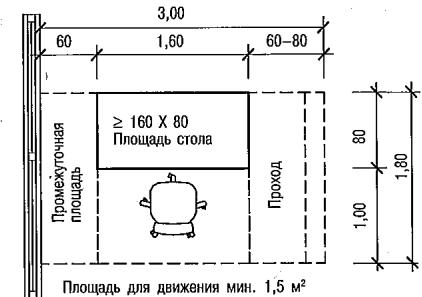 3,00
60
1,60
60–80
≥ 160 X 80
Площадь стола
Промежуточная
площадь
Проход
80
1,00
1,80
Площадь для движения мин. 1,5 м²